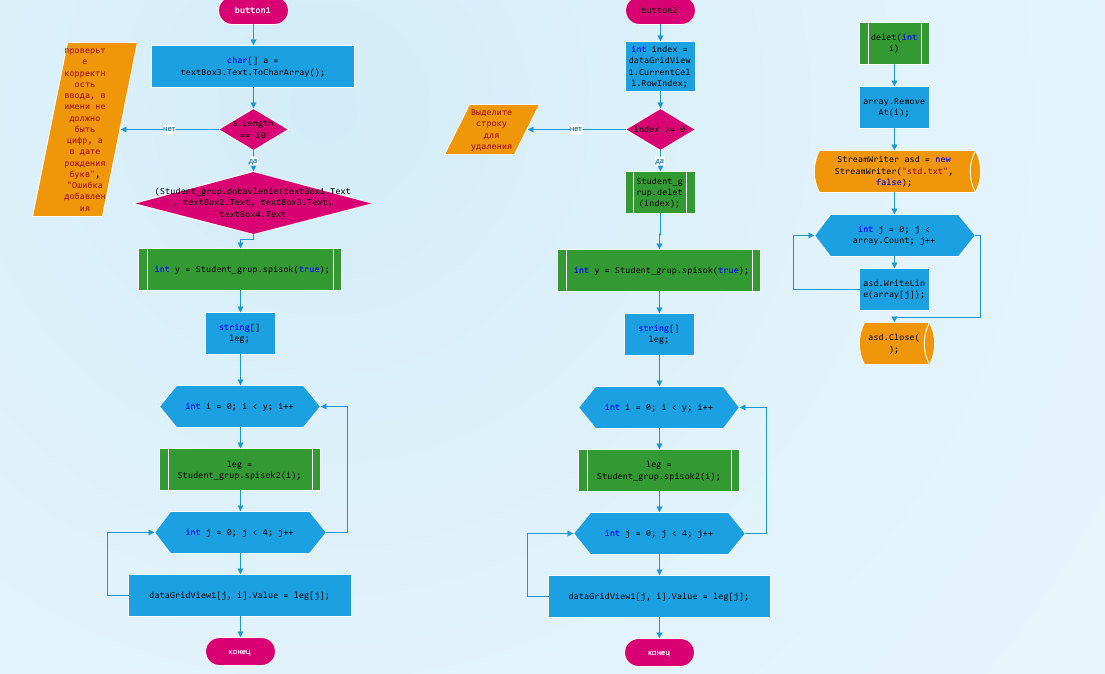 button1
char[] a =
textBox3.Text.ToCharArray();
проверьт
е
корректн
ость
ввода, в
имени не
должно
быть
цифр, а
в дате
рождения
букв",
"Ошибка
добавлен
ия
нет
a.Length
== 10
да
(Student_grup.dobavlenie(textBox1.Text
, textBox2.Text, textBox3.Text,
textBox4.Text
int y = Student_grup.spisok(true);
string[]
leg;
int i = 0; i < y; i++
leg =
Student_grup.spisok2(i);
int j = 0; j < 4; j++
dataGridView1[j, i].Value = leg[j];
конец
button2
int index =
dataGridView
1.CurrentCel
l.RowIndex;
Выделите
строку
для
удаления
нет
index >= 0
да
Student_g
rup.delet
(index);
int y = Student_grup.spisok(true);
string[]
leg;
int i = 0; i < y; i++
leg =
Student_grup.spisok2(i);
int j = 0; j < 4; j++
dataGridView1[j, i].Value = leg[j];
конец
delet(int
i)
array.Remove
At(i);
StreamWriter asd = new
StreamWriter("std.txt",
false);
int j = 0; j <
array.Count; j++
asd.WriteLin
e(array[j]);
asd.Close(
);